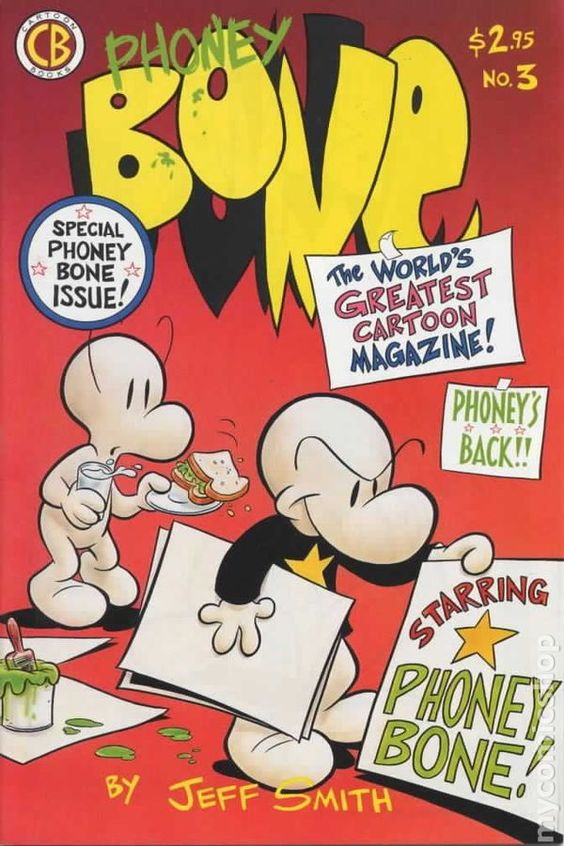 CARTOON
CB
BOOKS
PHONEY
BONE
$2.95
NO. 3
SPECIAL
PHONEY
BONE
ISSUE!
THE WORLD'S
GREATEST
CARTOON
MAGAZINE!
PHONEY'S
BACK!!
STARRING
PHONEY
BONE!
BY JEFF SMITH
mycomicshop